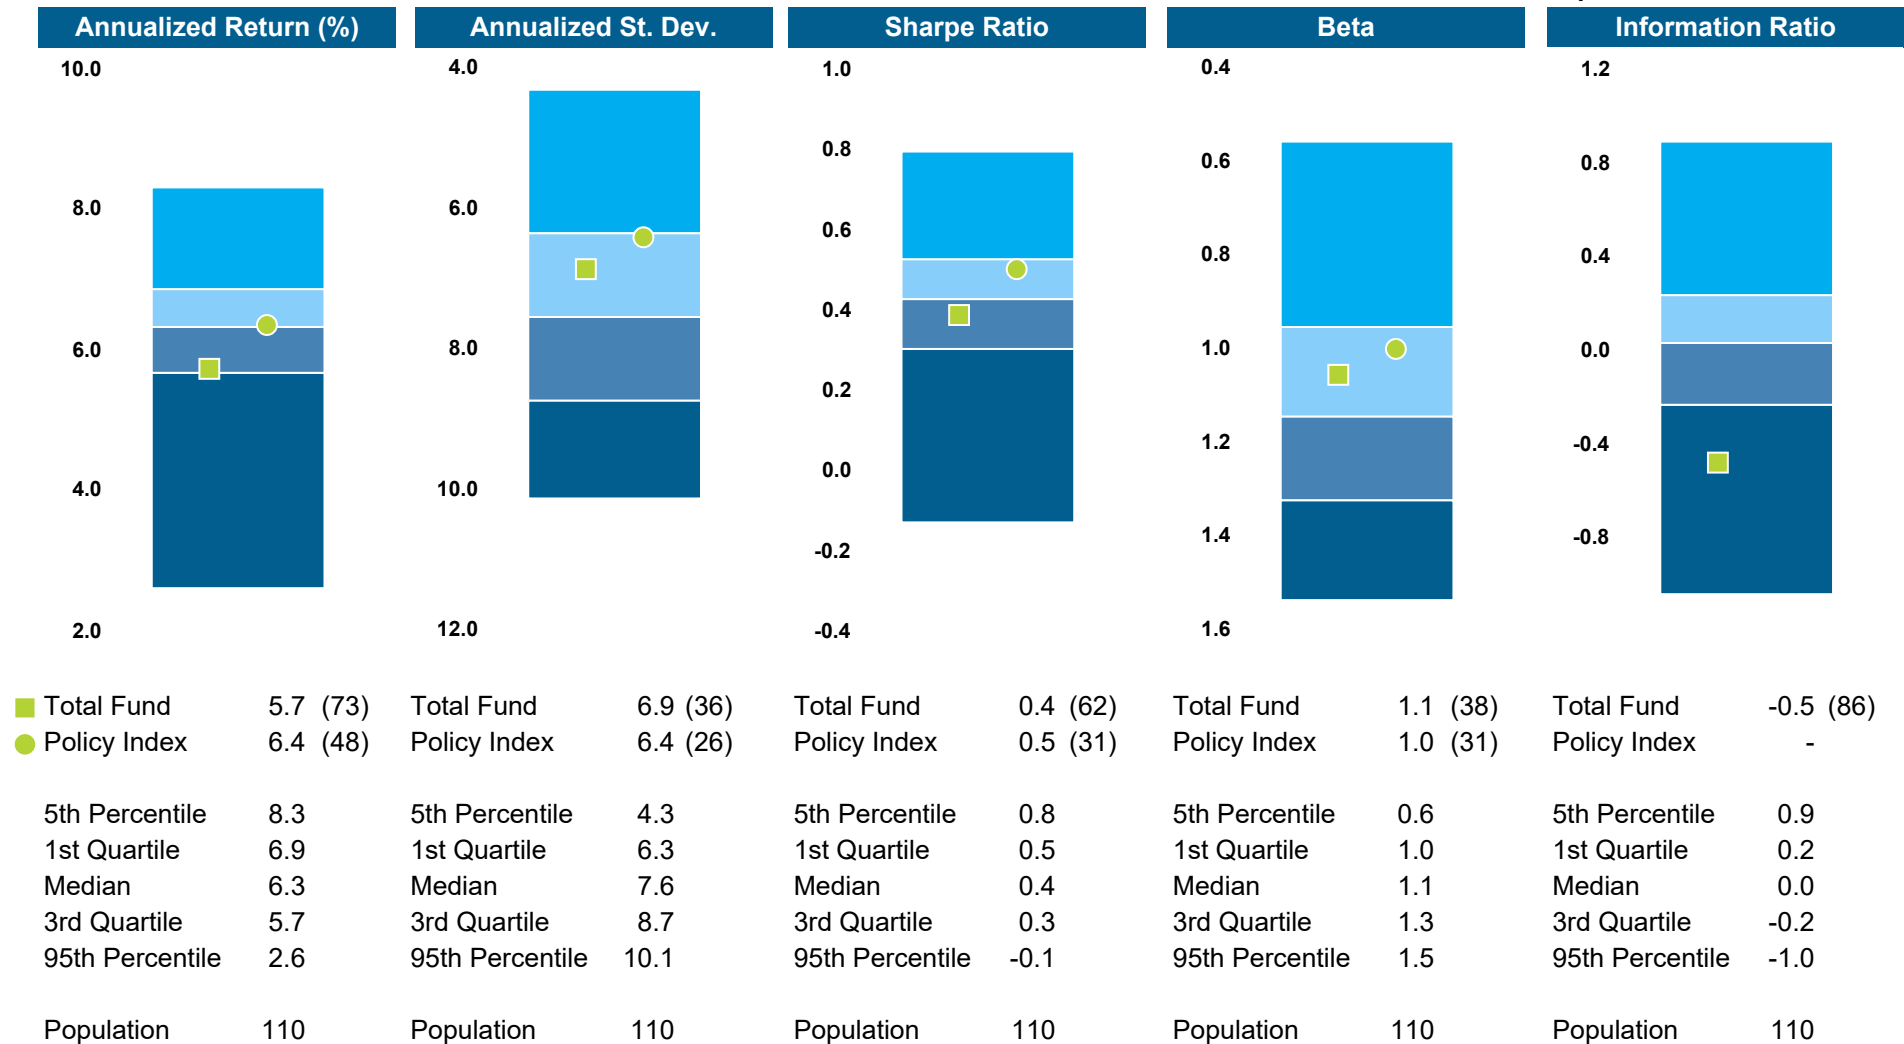 Annualized Return (%)
10.0
8.0
6.0
4.0
2.0
Annualized St. Dev.
4.0
6.0
8.0
10.0
12.0
Sharpe Ratio
1.0
0.8
0.6
0.4
0.2
0.0
-0.2
-0.4
Beta
0.4
0.6
0.8
1.0
1.2
1.4
1.6
Information Ratio
1.2
0.8
0.4
0.0
-0.4
-0.8
Total Fund 5.7 (73) Total Fund 6.9 (36) Total Fund 0.4 (62) Total Fund 1.1 (38) Total Fund -0.5 (86)
Policy Index 6.4 (48) Policy Index 6.4 (26) Policy Index 0.5 (31) Policy Index 1.0 (31) Policy Index -
5th Percentile 8.3 5th Percentile 4.3 5th Percentile 0.8 5th Percentile 0.6 5th Percentile 0.9
1st Quartile 6.9 1st Quartile 6.3 1st Quartile 0.5 1st Quartile 1.0 1st Quartile 0.2
Median 6.3 Median 7.6 Median 0.4 Median 1.1 Median 0.0
3rd Quartile 5.7 3rd Quartile 8.7 3rd Quartile 0.3 3rd Quartile 1.3 3rd Quartile -0.2
95th Percentile 2.6 95th Percentile 10.1 95th Percentile -0.1 95th Percentile 1.5 95th Percentile -1.0
Population 110 Population 110 Population 110 Population 110 Population 110